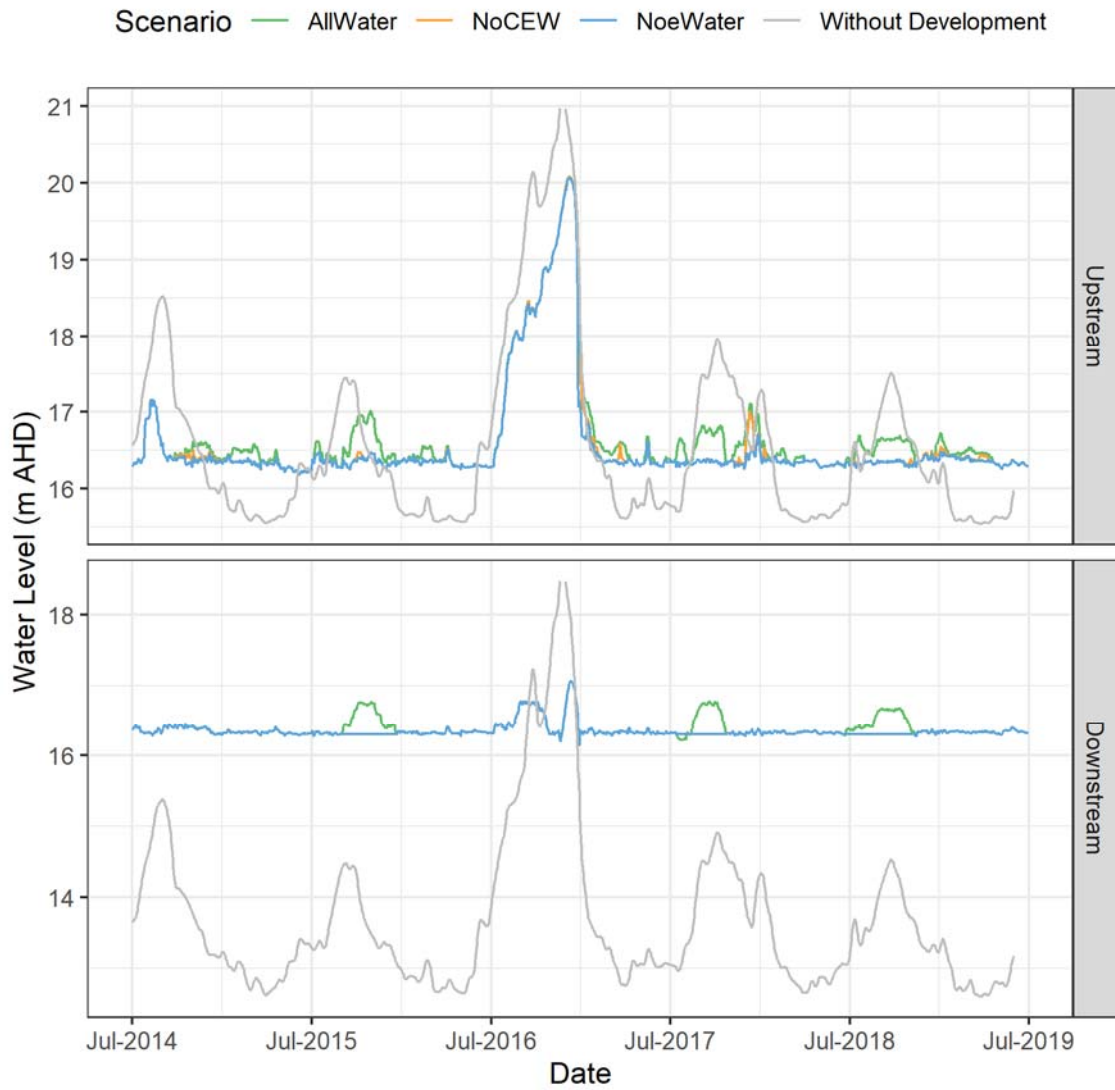 Scenario AllWater NoCEW NoeWater Without Development
21
20
19
18
17
16
Upstream
Water Level (m AHD)
18
16
14
Downstream
Jul-2014 Jul-2015 Jul-2016 Jul-2017 Jul-2018 Jul-2019
Date